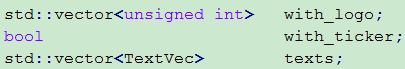 std::vector<unsigned int>   with_logo;
bool                        with_ticker;
std::vector<TextVec>        texts;